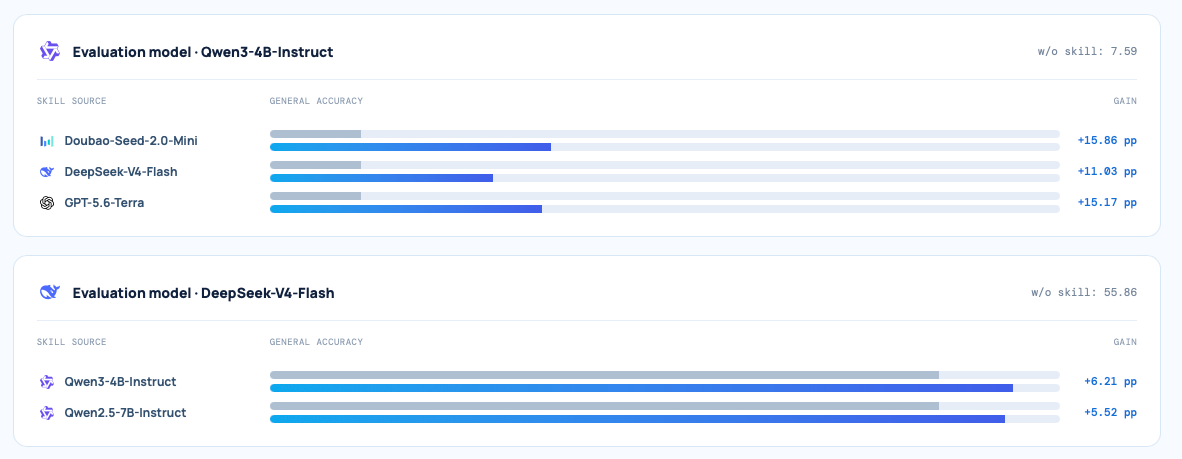 Evaluation model · Qwen3-4B-Instruct
w/o skill: 7.59
SKILL SOURCE GENERAL ACCURACY GAIN
Doubao-Seed-2.0-Mini +15.86 pp
DeepSeek-V4-Flash +11.03 pp
GPT-5.6-Terra +15.17 pp
Evaluation model · DeepSeek-V4-Flash
w/o skill: 55.86
SKILL SOURCE GENERAL ACCURACY GAIN
Qwen3-4B-Instruct +6.21 pp
Qwen2.5-7B-Instruct +5.52 pp